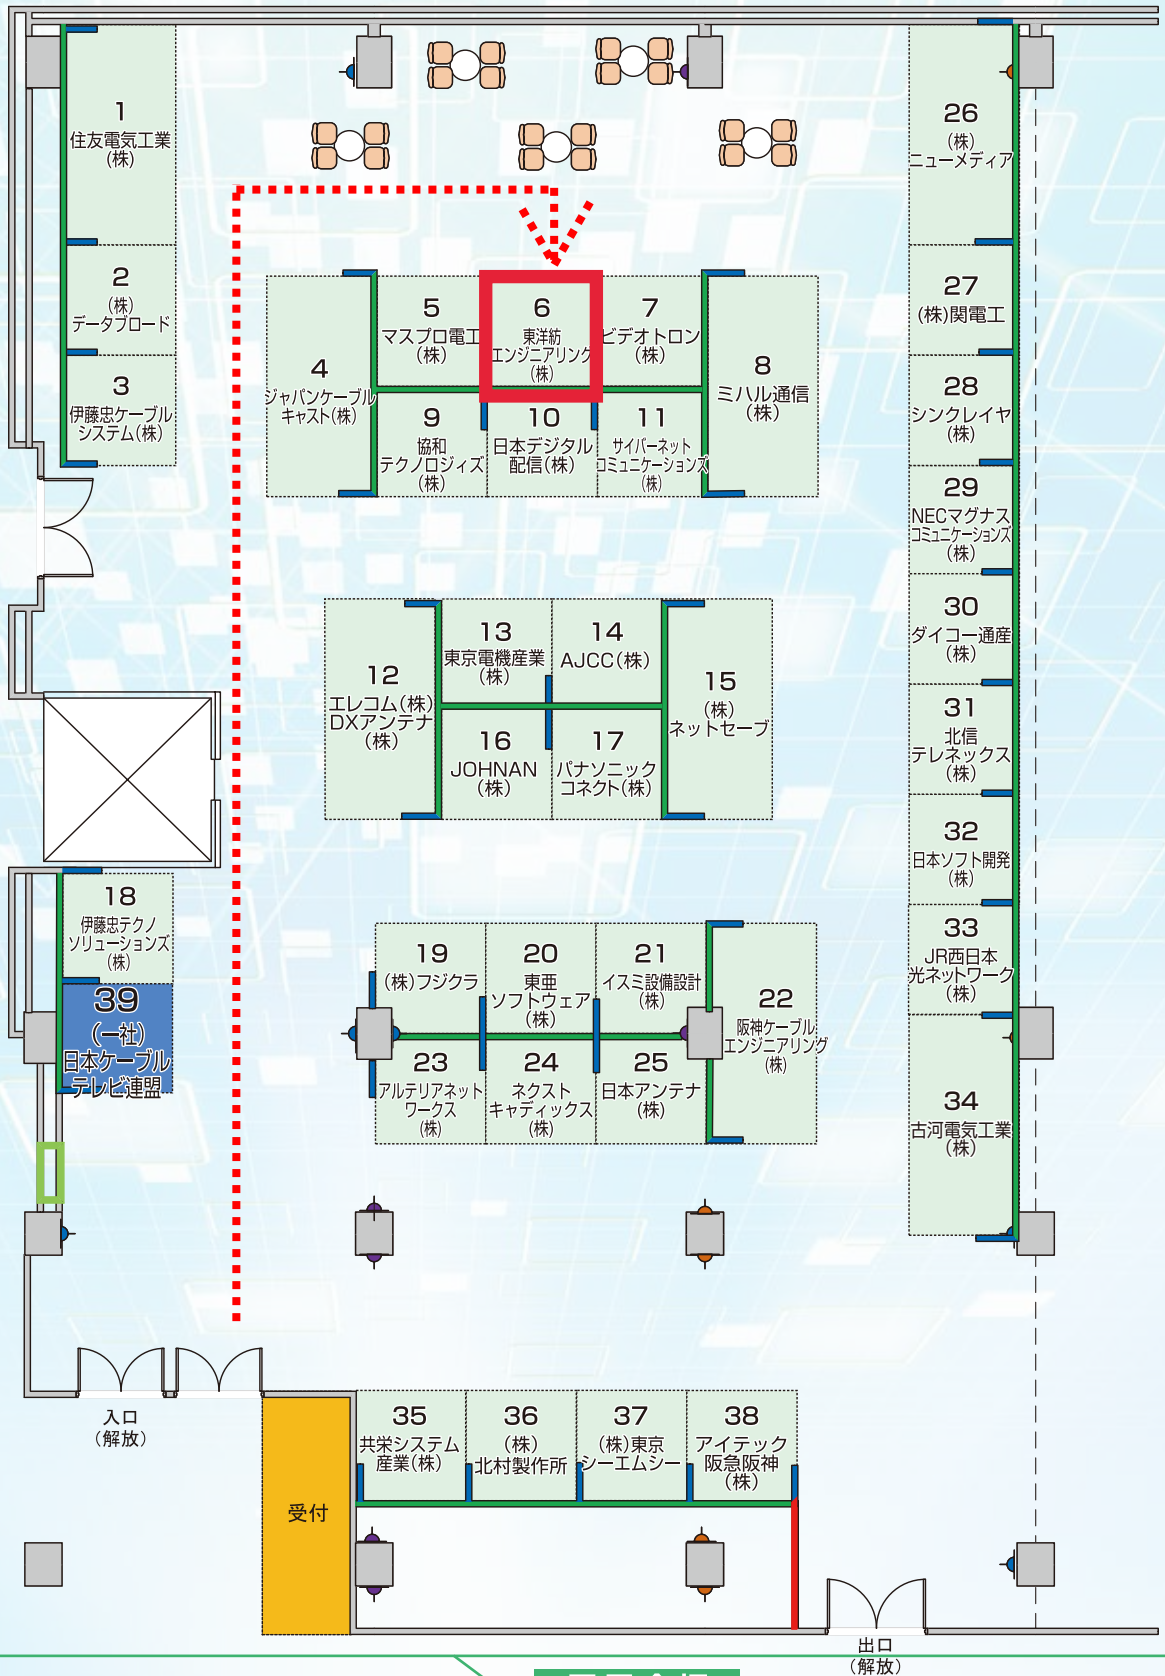 1
住友電気工業
(株)
2
(株)
データブロード
3
伊藤忠ケーブル
システム(株)
4
ジャパンケーブル
キャスト(株)
5
マスプロ電工
(株)
6
東洋紡
エンジニアリング
(株)
7
ビデオトロン
(株)
8
ミハル通信
(株)
9
協和
テクノロジィズ
(株)
10
日本デジタル
配信(株)
11
サイバーネット
コミュニケーションズ
(株)
12
エレコム(株)
DXアンテナ
(株)
13
東京電機産業
(株)
14
AJCC(株)
15
(株)
ネットセーブ
16
JOHNAN
(株)
17
パナソニック
コネクト(株)
18
伊藤忠テクノ
ソリューションズ
(株)
39
(一社)
日本ケーブル
テレビ連盟
19
(株)フジクラ
20
東亜
ソフトウェア
(株)
21
イスミ設備設計
(株)
22
阪神ケーブル
エンジニアリング
(株)
23
アルテリアネット
ワークス
(株)
24
ネクスト
キャディックス
(株)
25
日本アンテナ
(株)
26
(株)
ニューメディア
27
(株)関電工
28
シンクレイヤ
(株)
29
NECマグナス
コミュニケーションズ
(株)
30
ダイコー通産
(株)
31
北信
テレネックス
(株)
32
日本ソフト開発
(株)
33
JR西日本
光ネットワーク
(株)
34
古河電気工業
(株)
35
共栄システム
産業(株)
36
(株)
北村製作所
37
(株)東京
シーエムシー
38
アイテック
阪急阪神
(株)
入口
(解放)
受付
出口
(解放)